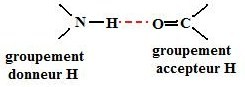 N—H----O=C
groupement
donneur H
groupement
accepteur H